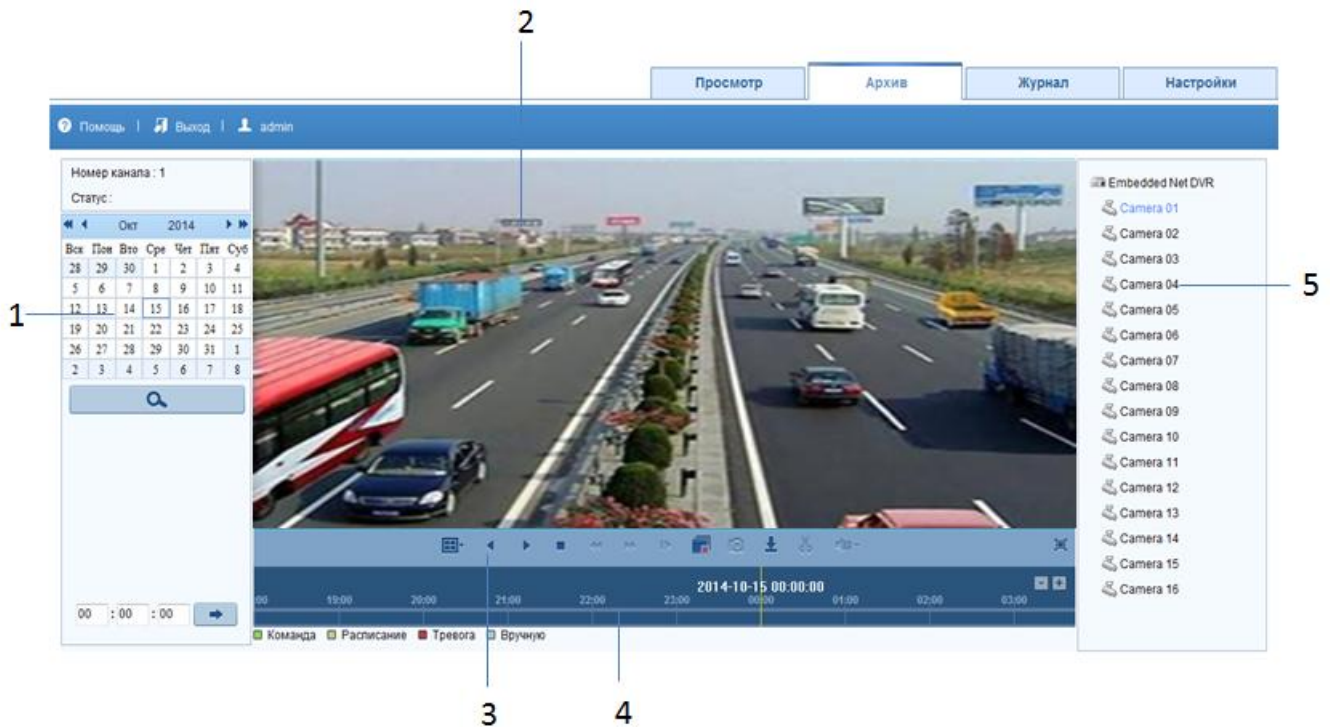 2
Просмотр Архив Журнал Настройки
Помощь | Выход | admin
Номер канала : 1
Статус :
Окт 2014
Вск Пон Вто Сре Чет Пят Суб
28 29 30 1 2 3 4
5 6 7 8 9 10 11
12 13 14 15 16 17 18
19 20 21 22 23 24 25
26 27 28 29 30 31 1
2 3 4 5 6 7 8
1
00 : 00 : 00
2014-10-15 00:00:00
:00 19:00 20:00 21:00 22:00 23:00 00:00 01:00 02:00 03:00
Команда Расписание Тревога Вручную
Embedded Net DVR
Camera 01
Camera 02
Camera 03
Camera 04
Camera 05
Camera 06
Camera 07
Camera 08
Camera 09
Camera 10
Camera 11
Camera 12
Camera 13
Camera 14
Camera 15
Camera 16
5
3
4